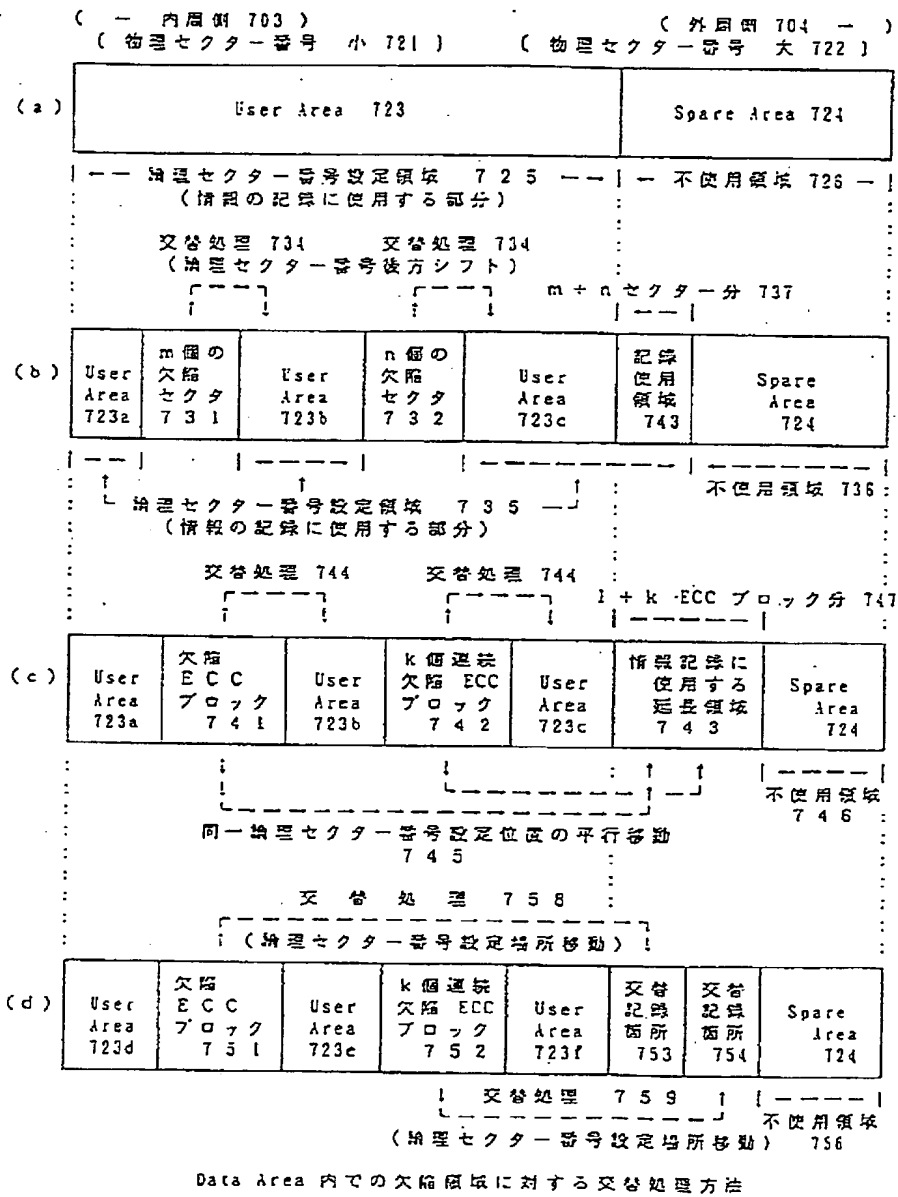 ( ー 内周側 703 )
( 外周側 704 ー )
( 物理セクター番号 小 721 )
( 物理セクター番号 大 722 )
(a)
User Area 723
Spare Area 724
論理セクター番号設定領域 725
不使用領域 726
(情報の記録に使用する部分)
交替処理 734
交替処理 734
(論理セクター番号後方シフト)
m + n セクター分 737
(b)
User Area 723a
m個の欠陥セクタ 731
User Area 723b
n個の欠陥セクタ 732
User Area 723c
記録使用領域 743
Spare Area 724
不使用領域 736
論理セクター番号設定領域 735
(情報の記録に使用する部分)
交替処理 744
交替処理 744
1 + k ECC ブロック分 747
(c)
User Area 723a
欠陥 ECC ブロック 741
User Area 723b
k個連続欠陥 ECC ブロック 742
User Area 723c
情報記録に使用する延長領域 743
Spare Area 724
不使用領域 746
同一論理セクター番号設定位置の平行移動
745
交替処理 758
(論理セクター番号設定場所移動)
(d)
User Area 723d
欠陥 ECC ブロック 751
User Area 723e
k個連続欠陥 ECC ブロック 752
User Area 723f
交替記録箇所 753
交替記録箇所 754
Spare Area 724
交替処理 759
不使用領域 756
(論理セクター番号設定場所移動)
Data Area 内での欠陥領域に対する交替処理方法